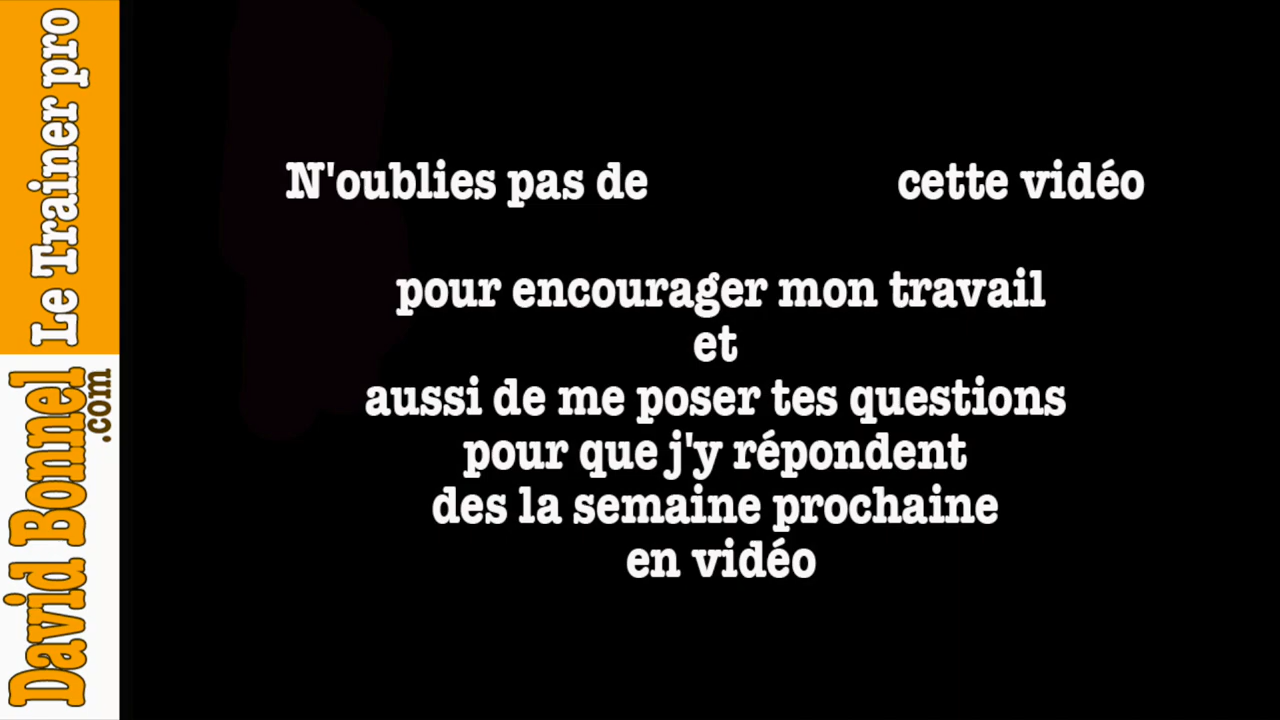 Le Trainer pro
David Bonnel
.com
N'oublies pas de cette vidéo
pour encourager mon travail
et
aussi de me poser tes questions
pour que j'y répondent
des la semaine prochaine
en vidéo